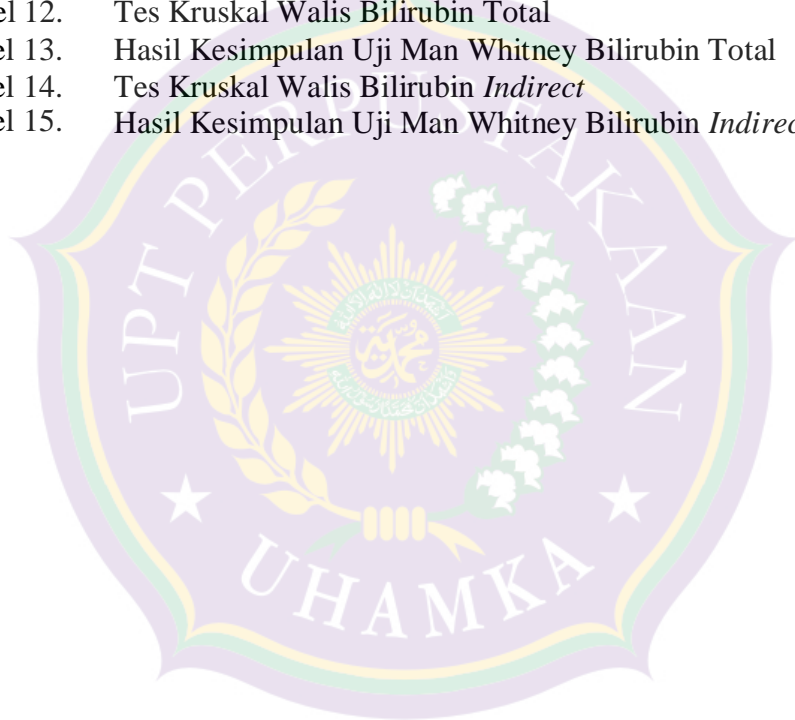 el 12. Tes Kruskal Walis Bilirubin Total
el 13. Hasil Kesimpulan Uji Man Whitney Bilirubin Total
el 14. Tes Kruskal Walis Bilirubin Indirect
el 15. Hasil Kesimpulan Uji Man Whitney Bilirubin Indirec
UPT PERPUSTAKAAN
UHAMKA